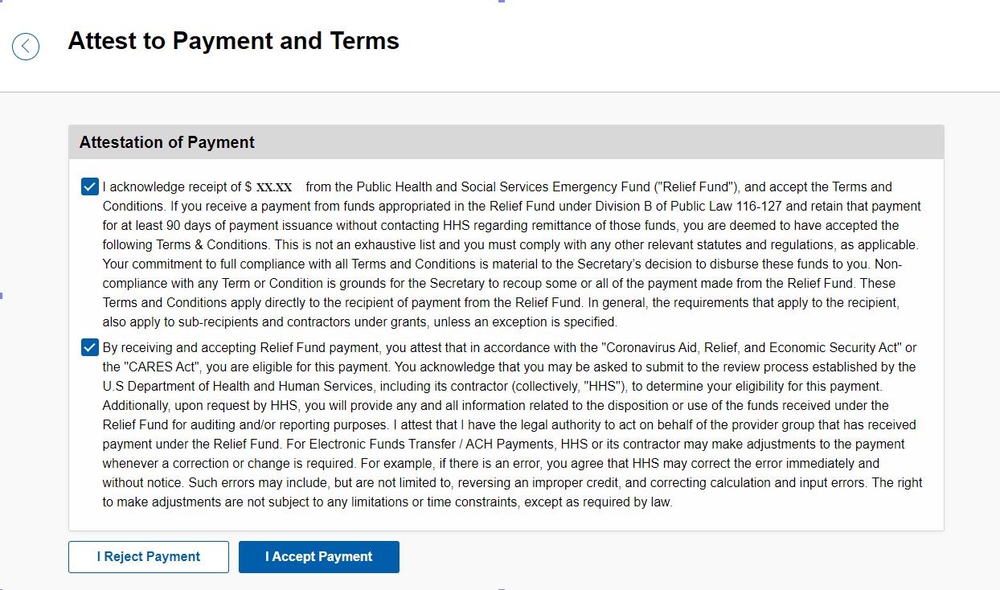 Attest to Payment and Terms
Attestation of Payment
I acknowledge receipt of $ XX.XX from the Public Health and Social Services Emergency Fund ("Relief Fund"), and accept the Terms and
Conditions. If you receive a payment from funds appropriated in the Relief Fund under Division B of Public Law 116-127 and retain that payment
for at least 90 days of payment issuance without contacting HHS regarding remittance of those funds, you are deemed to have accepted the
following Terms & Conditions. This is not an exhaustive list and you must comply with any other relevant statutes and regulations, as applicable.
Your commitment to full compliance with all Terms and Conditions is material to the Secretary's decision to disburse these funds to you. Non-
compliance with any Term or Condition is grounds for the Secretary to recoup some or all of the payment made from the Relief Fund. These
Terms and Conditions apply directly to the recipient of payment from the Relief Fund. In general, the requirements that apply to the recipient,
also apply to sub-recipients and contractors under grants, unless an exception is specified.
By receiving and accepting Relief Fund payment, you attest that in accordance with the "Coronavirus Aid, Relief, and Economic Security Act" or
the "CARES Act", you are eligible for this payment. You acknowledge that you may be asked to submit to the review process established by the
U.S Department of Health and Human Services, including its contractor (collectively, "HHS"), to determine your eligibility for this payment.
Additionally, upon request by HHS, you will provide any and all information related to the disposition or use of the funds received under the
Relief Fund for auditing and/or reporting purposes. I attest that I have the legal authority to act on behalf of the provider group that has received
payment under the Relief Fund. For Electronic Funds Transfer / ACH Payments, HHS or its contractor may make adjustments to the payment
whenever a correction or change is required. For example, if there is an error, you agree that HHS may correct the error immediately and
without notice. Such errors may include, but are not limited to, reversing an improper credit, and correcting calculation and input errors. The right
to make adjustments are not subject to any limitations or time constraints, except as required by law.
I Reject Payment
I Accept Payment